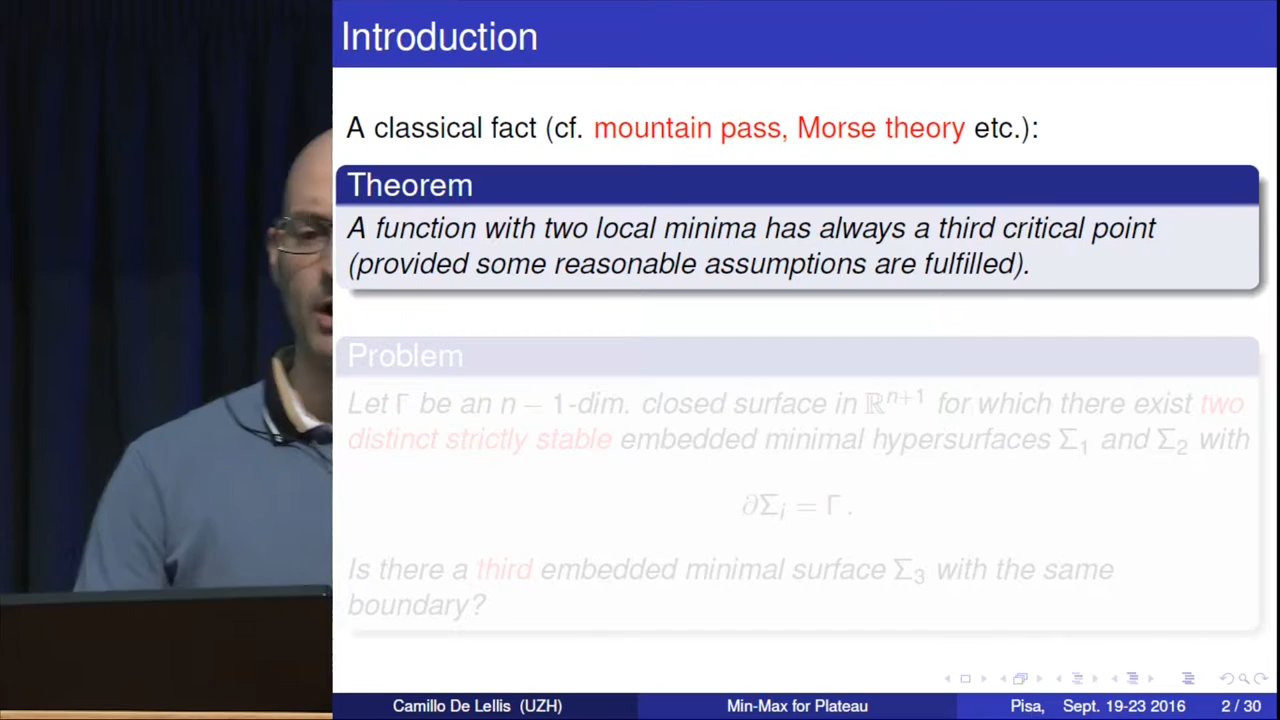 Introduction
A classical fact (cf. mountain pass, Morse theory etc.):
Theorem
A function with two local minima has always a third critical point
(provided some reasonable assumptions are fulfilled).
Problem
Let Γ be an n − 1-dim. closed surface in ℝⁿ⁺¹ for which there exist two
distinct strictly stable embedded minimal hypersurfaces Σ₁ and Σ₂ with
∂Σᵢ = Γ.
Is there a third embedded minimal surface Σ₃ with the same
boundary?
Camillo De Lellis (UZH) Min-Max for Plateau Pisa, Sept. 19-23 2016 2 / 30